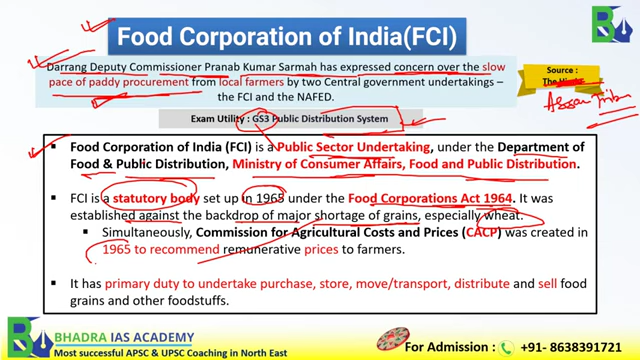 Food Corporation of India(FCI)
Darrang Deputy Commissioner Pranab Kumar Sarmah has expressed concern over the slow
pace of paddy procurement from local farmers by two Central government undertakings –
the FCI and the NAFED.
Source :
The Hindu
Assam Trib
Exam Utility : GS3 Public Distribution System
▪ Food Corporation of India (FCI) is a Public Sector Undertaking, under the Department of
Food & Public Distribution, Ministry of Consumer Affairs, Food and Public Distribution.
▪ FCI is a statutory body set up in 1965 under the Food Corporations Act 1964. It was
established against the backdrop of major shortage of grains, especially wheat.
▪ Simultaneously, Commission for Agricultural Costs and Prices (CACP) was created in
1965 to recommend remunerative prices to farmers.
▪ It has primary duty to undertake purchase, store, move/transport, distribute and sell food
grains and other foodstuffs.
BHADRA IAS ACADEMY
Most successful APSC & UPSC Coaching in North East
For Admission : +91- 8638391721